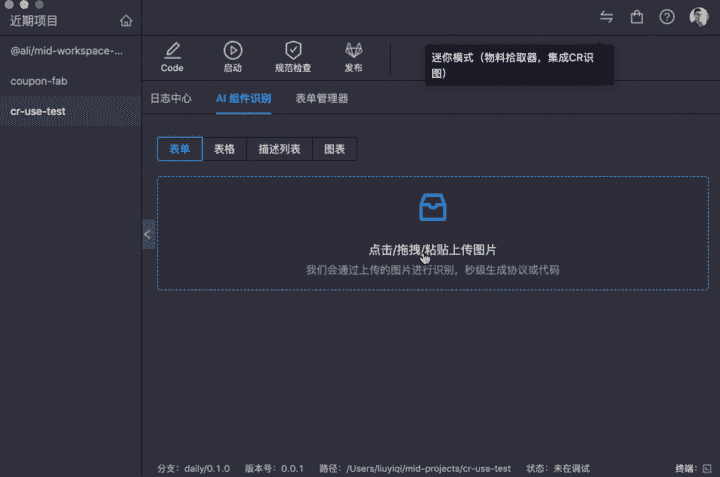 近期项目
@ali/mid-workspace-...
coupon-fab
cr-use-test
Code
启动
规范检查
发布
迷你模式（物料拾取器，集成CR识
图）
日志中心
AI 组件识别
表单管理器
表单
表格
描述列表
图表
点击/拖拽/粘贴上传图片
我们会通过上传的图片进行识别，秒级生成协议或代码
分支：daily/0.1.0
版本号：0.0.1
路径：/Users/liuyiqi/mid-projects/cr-use-test
状态：未在调试
终端：